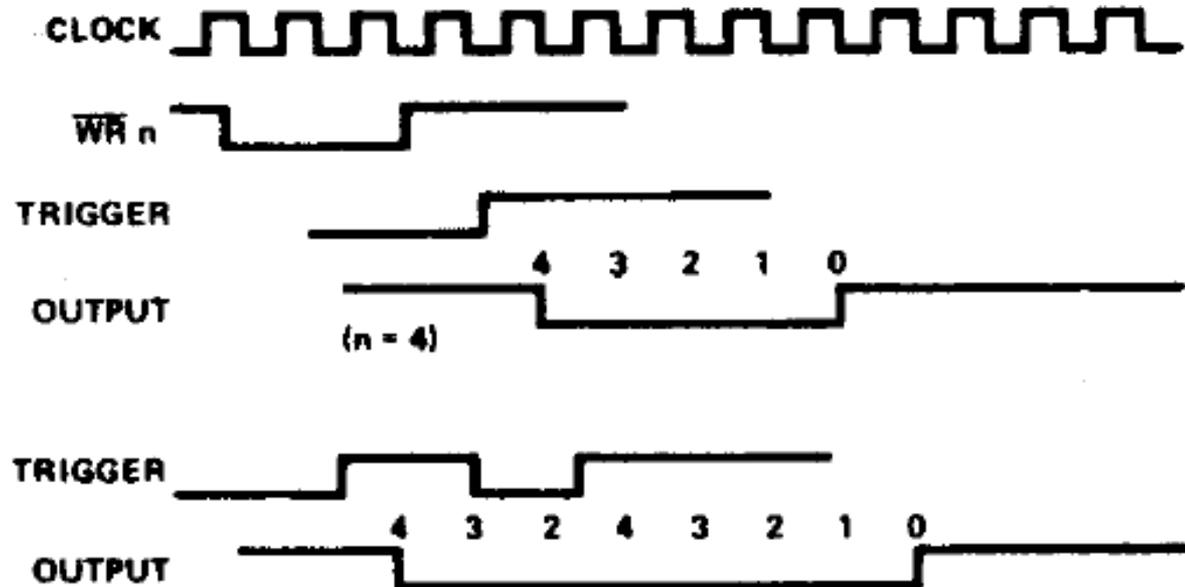 CLOCK
W̅R̅ n
TRIGGER
4 3 2 1 0
OUTPUT
(n = 4)
TRIGGER
4 3 2 4 3 2 1 0
OUTPUT